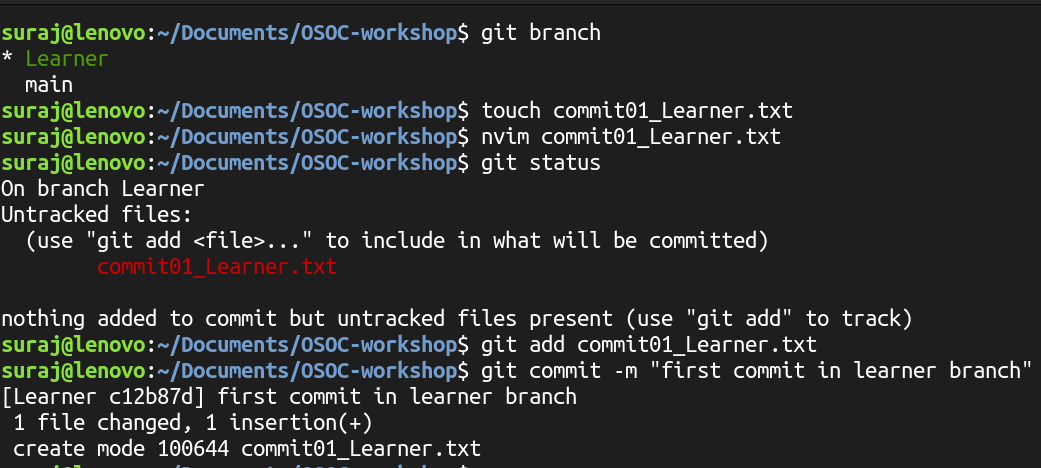 suraj@lenovo:~/Documents/OSOC-workshop$ git branch
* Learner
  main
suraj@lenovo:~/Documents/OSOC-workshop$ touch commit01_Learner.txt
suraj@lenovo:~/Documents/OSOC-workshop$ nvim commit01_Learner.txt
suraj@lenovo:~/Documents/OSOC-workshop$ git status
On branch Learner
Untracked files:
  (use "git add <file>..." to include in what will be committed)
        commit01_Learner.txt

nothing added to commit but untracked files present (use "git add" to track)
suraj@lenovo:~/Documents/OSOC-workshop$ git add commit01_Learner.txt
suraj@lenovo:~/Documents/OSOC-workshop$ git commit -m "first commit in learner branch"
[Learner c12b87d] first commit in learner branch
 1 file changed, 1 insertion(+)
 create mode 100644 commit01_Learner.txt
suraj@lenovo:~/Documents/OSOC-workshop$